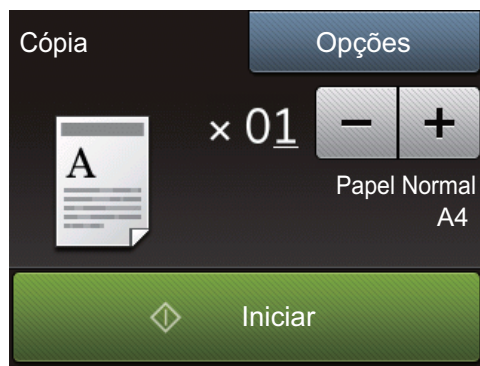 Cópia
Opções
A
× 01
− +
Papel Normal
A4
Iniciar